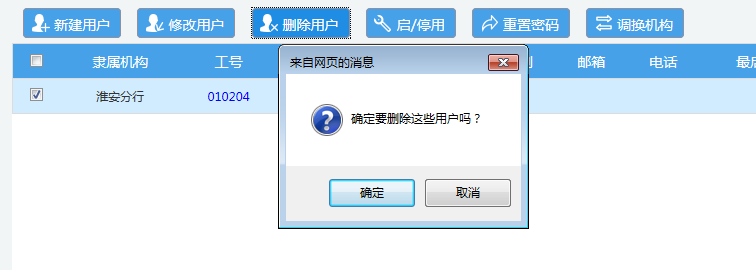 新建用户 修改用户 删除用户 启/停用 重置密码 调换机构
隶属机构 工号 邮箱 电话
淮安分行 010204
来自网页的消息
确定要删除这些用户吗？
确定 取消